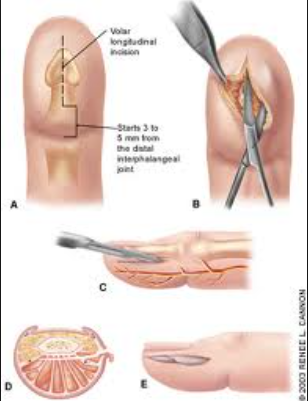 Volar
longitudinal
incision
Starts 3 to
5 mm from
the distal
interphalangeal
joint
A
B
C
D
E
© 2003 RENEE L. CANNON